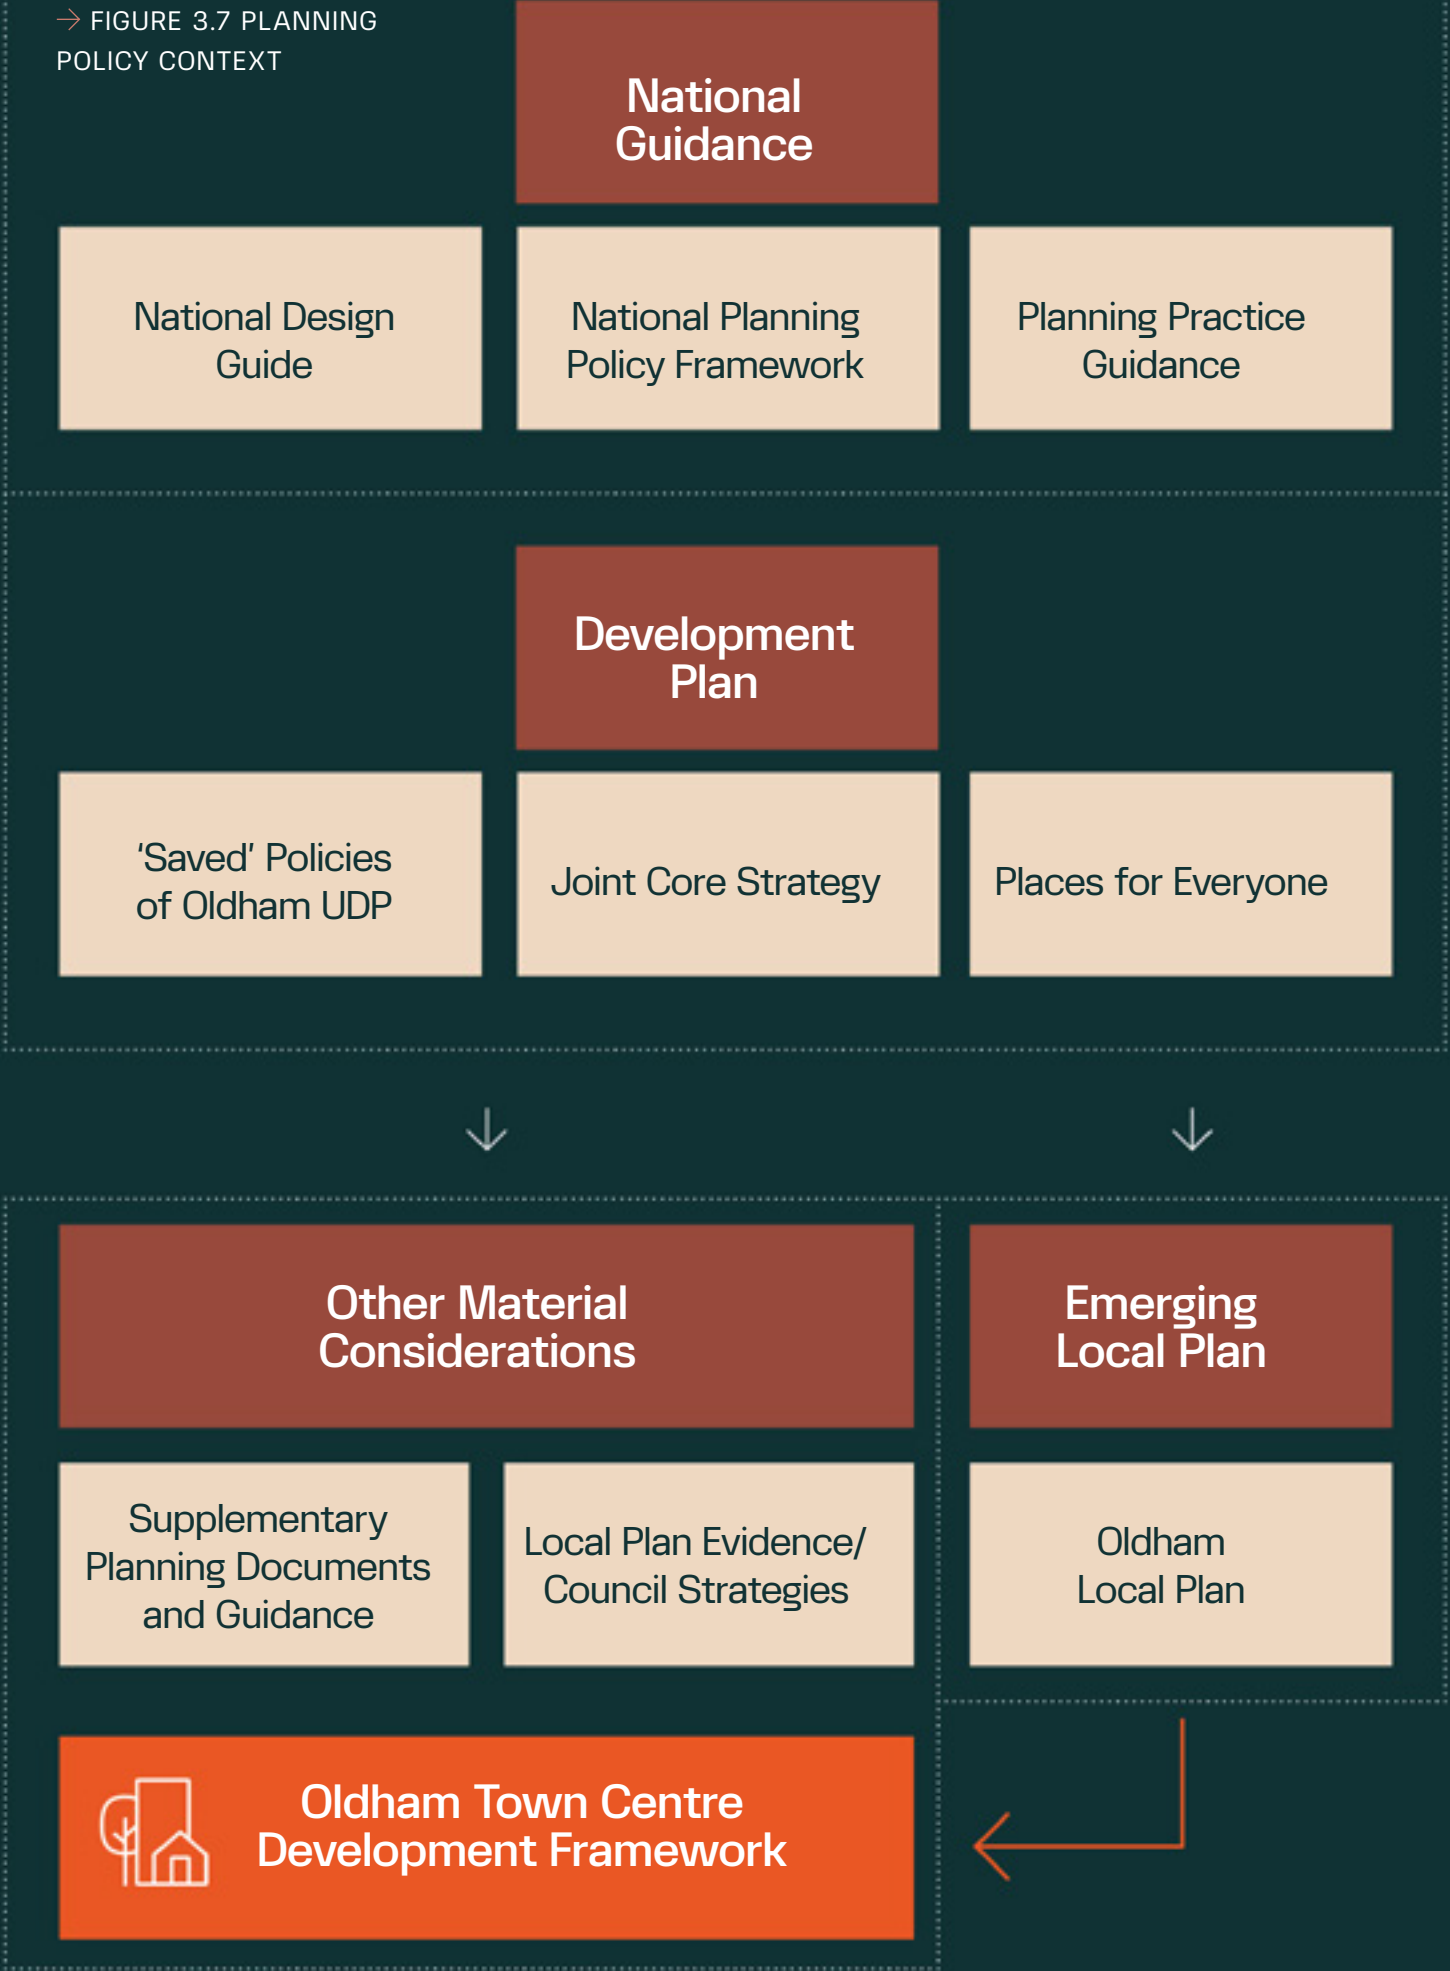 → FIGURE 3.7 PLANNING
POLICY CONTEXT
National
Guidance
National Design
Guide
National Planning
Policy Framework
Planning Practice
Guidance
Development
Plan
‘Saved’ Policies
of Oldham UDP
Joint Core Strategy
Places for Everyone
Other Material
Considerations
Emerging
Local Plan
Supplementary
Planning Documents
and Guidance
Local Plan Evidence/
Council Strategies
Oldham
Local Plan
Oldham Town Centre
Development Framework